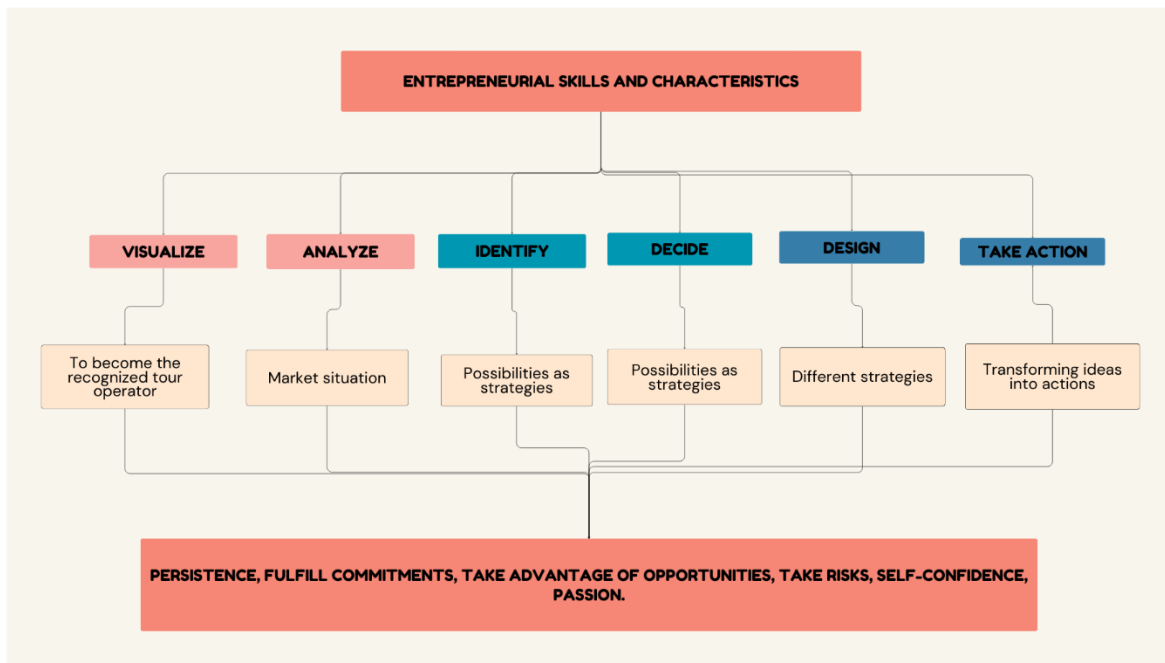 ENTREPRENEURIAL SKILLS AND CHARACTERISTICS
VISUALIZE
ANALYZE
IDENTIFY
DECIDE
DESIGN
TAKE ACTION
To become the
recognized tour
operator
Market situation
Possibilities as
strategies
Possibilities as
strategies
Different strategies
Transforming ideas
into actions
PERSISTENCE, FULFILL COMMITMENTS, TAKE ADVANTAGE OF OPPORTUNITIES, TAKE RISKS, SELF-CONFIDENCE,
PASSION.